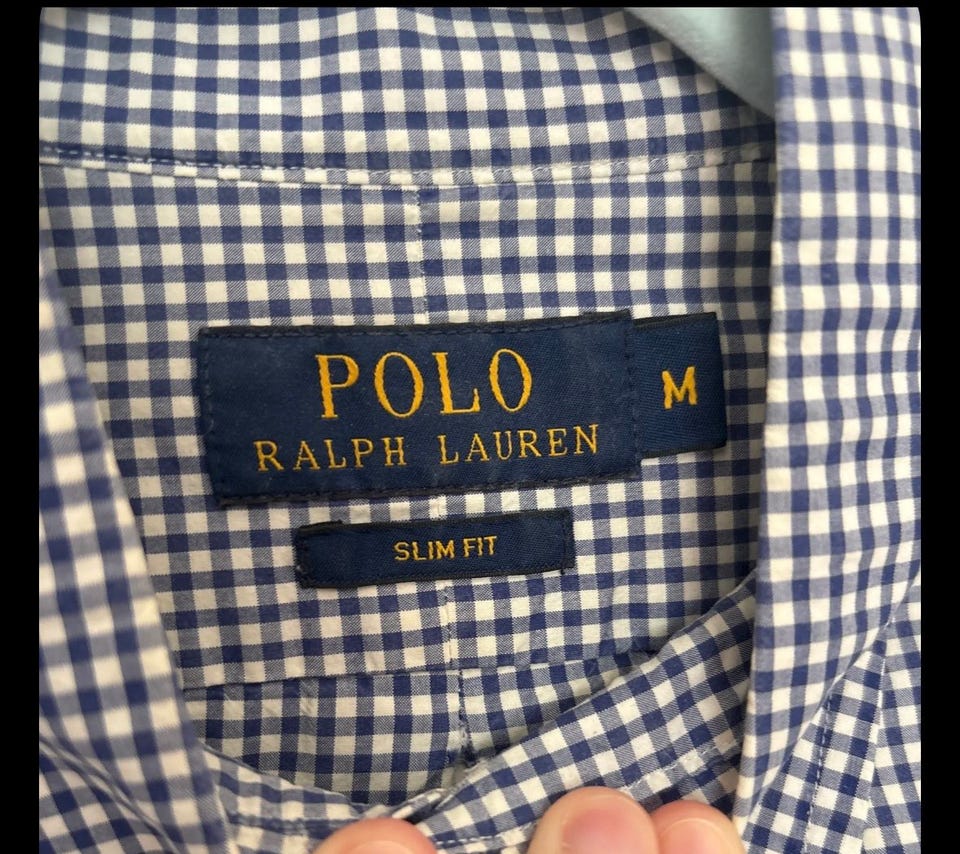 POLO
RALPH LAUREN
M
SLIM FIT